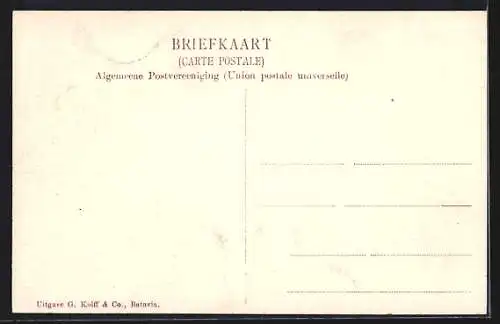 BRIEFKAART
(CARTE POSTALE)
Algemeene Postvereeniging (Union postale universelle)
Uitgave G. Kolff & Co., Batavia.